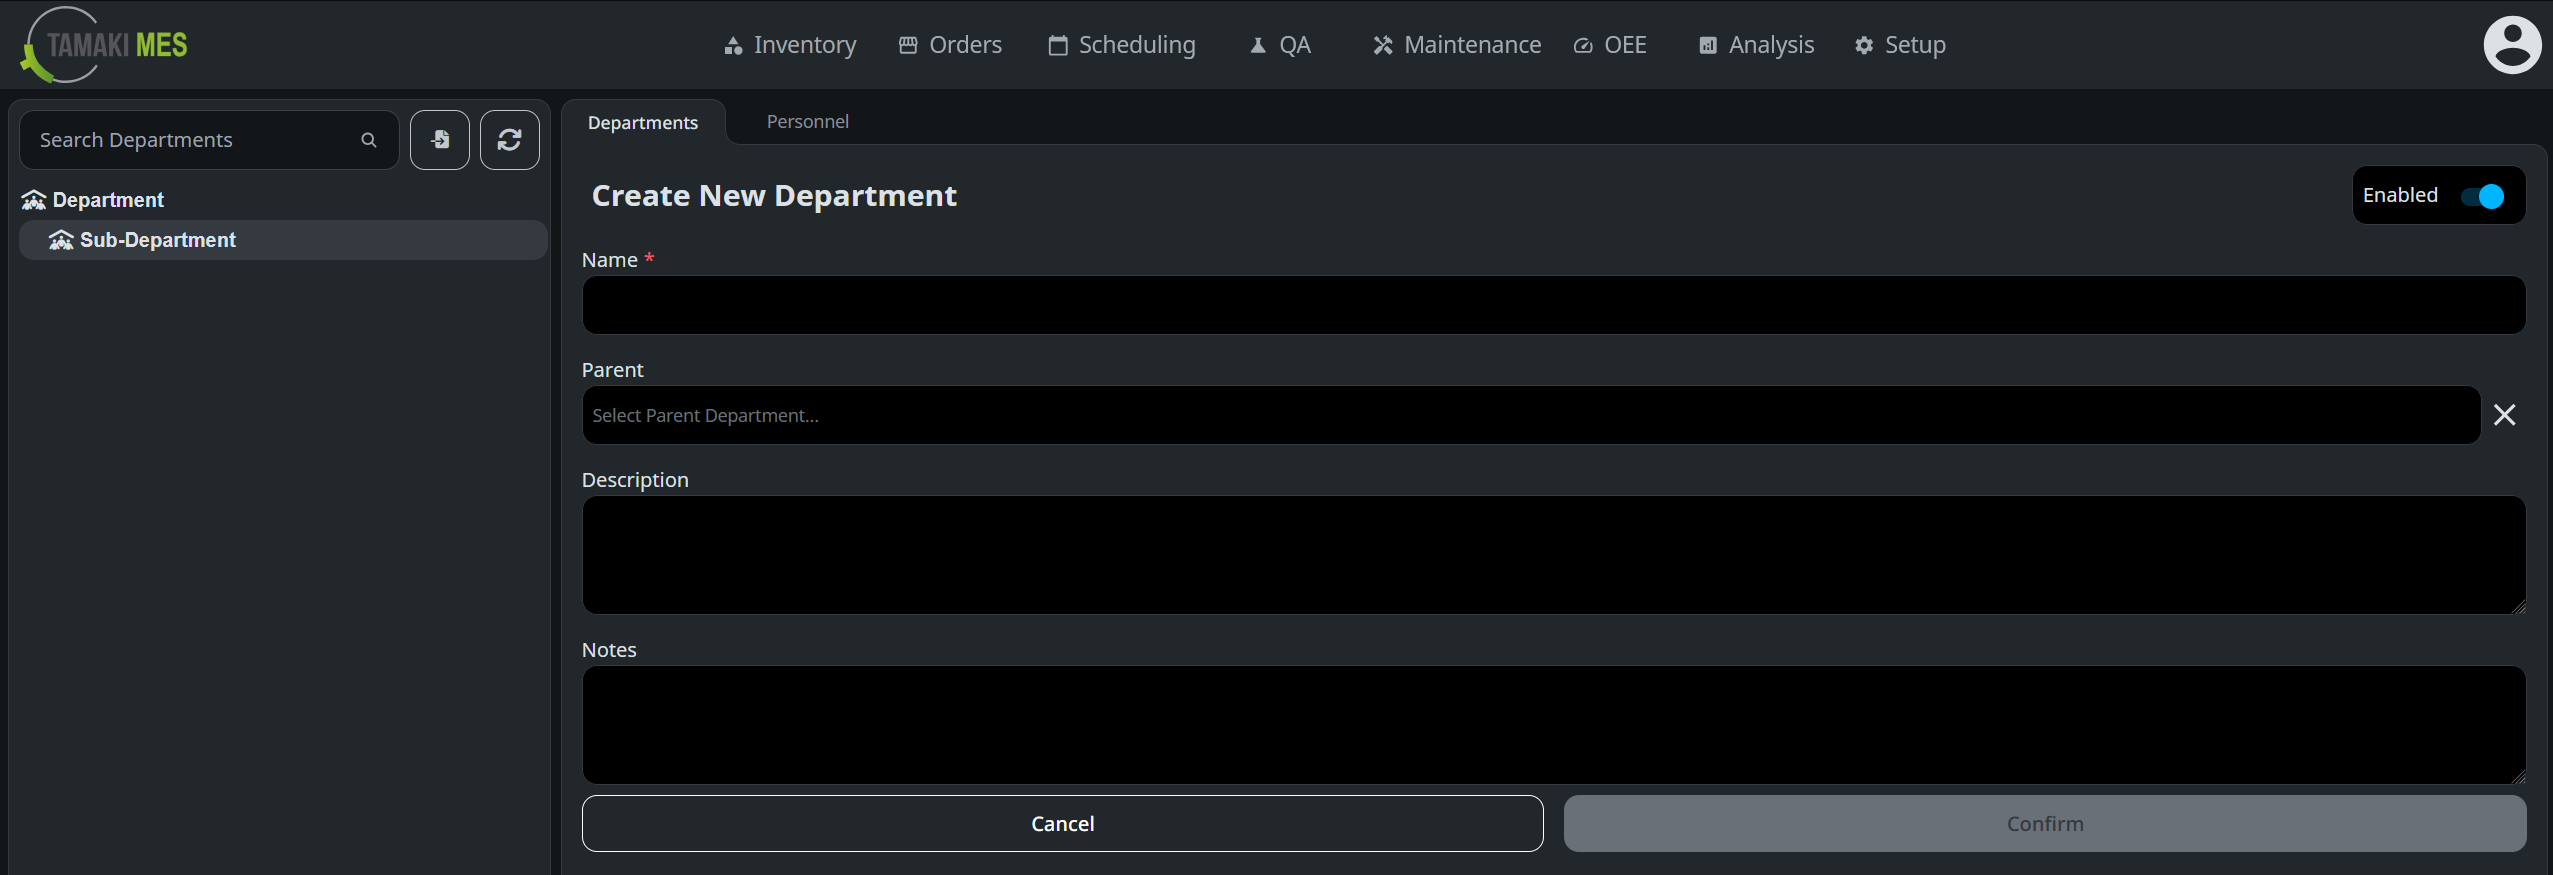 TAMAKI MES
Inventory
Orders
Scheduling
QA
Maintenance
OEE
Analysis
Setup
Search Departments
Department
Sub-Department
Departments
Personnel
Create New Department
Enabled
Name *
Parent
Select Parent Department...
Description
Notes
Cancel
Confirm